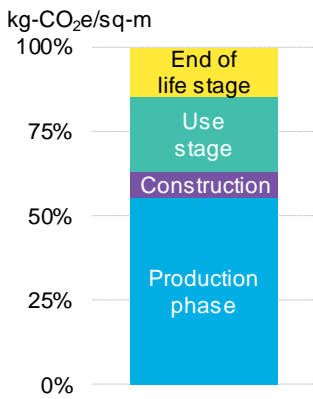 kg-CO₂e/sq-m
100%
End of
life stage
75%
Use
stage
Construction
50%
Production
phase
25%
0%